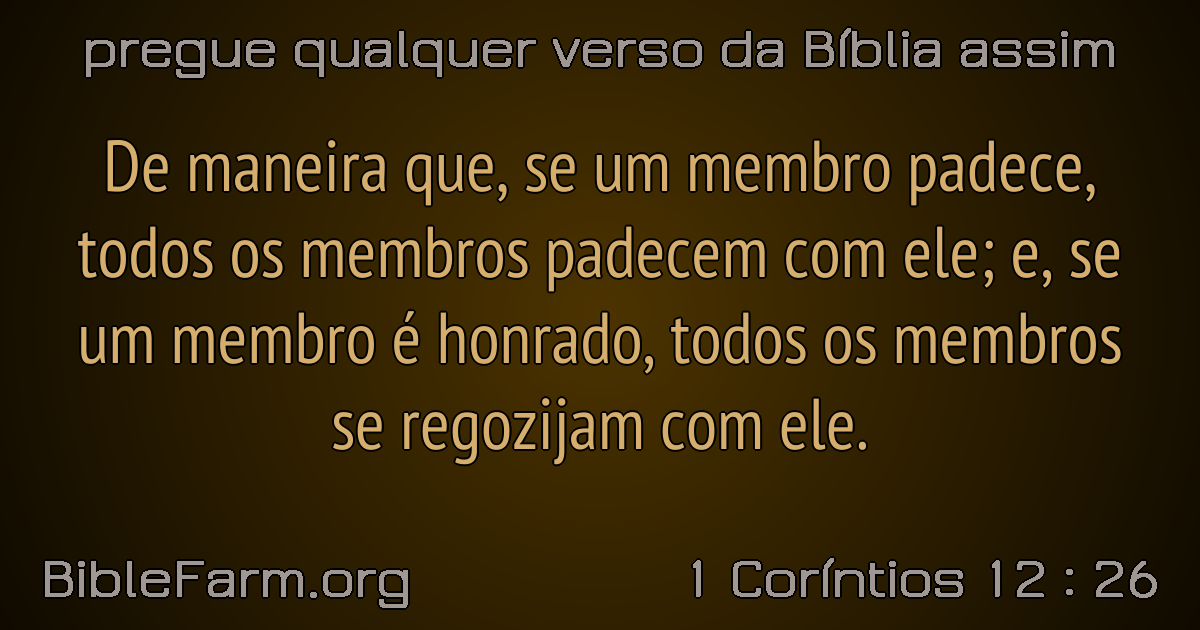 pregue qualquer verso da Bíblia assim
De maneira que, se um membro padece,
todos os membros padecem com ele; e, se
um membro é honrado, todos os membros
se regozijam com ele.
BibleFarm.org
1 Coríntios 12 : 26